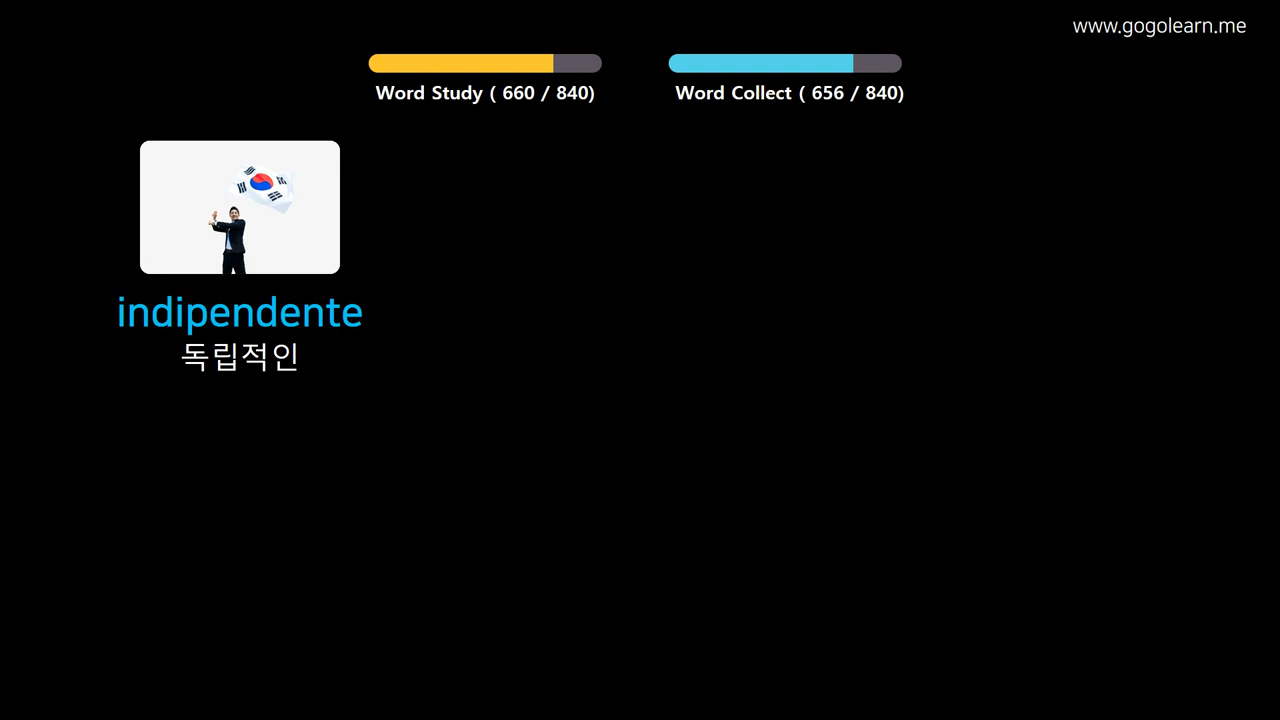 www.gogolearn.me
Word Study ( 660 / 840)
Word Collect ( 656 / 840)
indipendente
독립적인